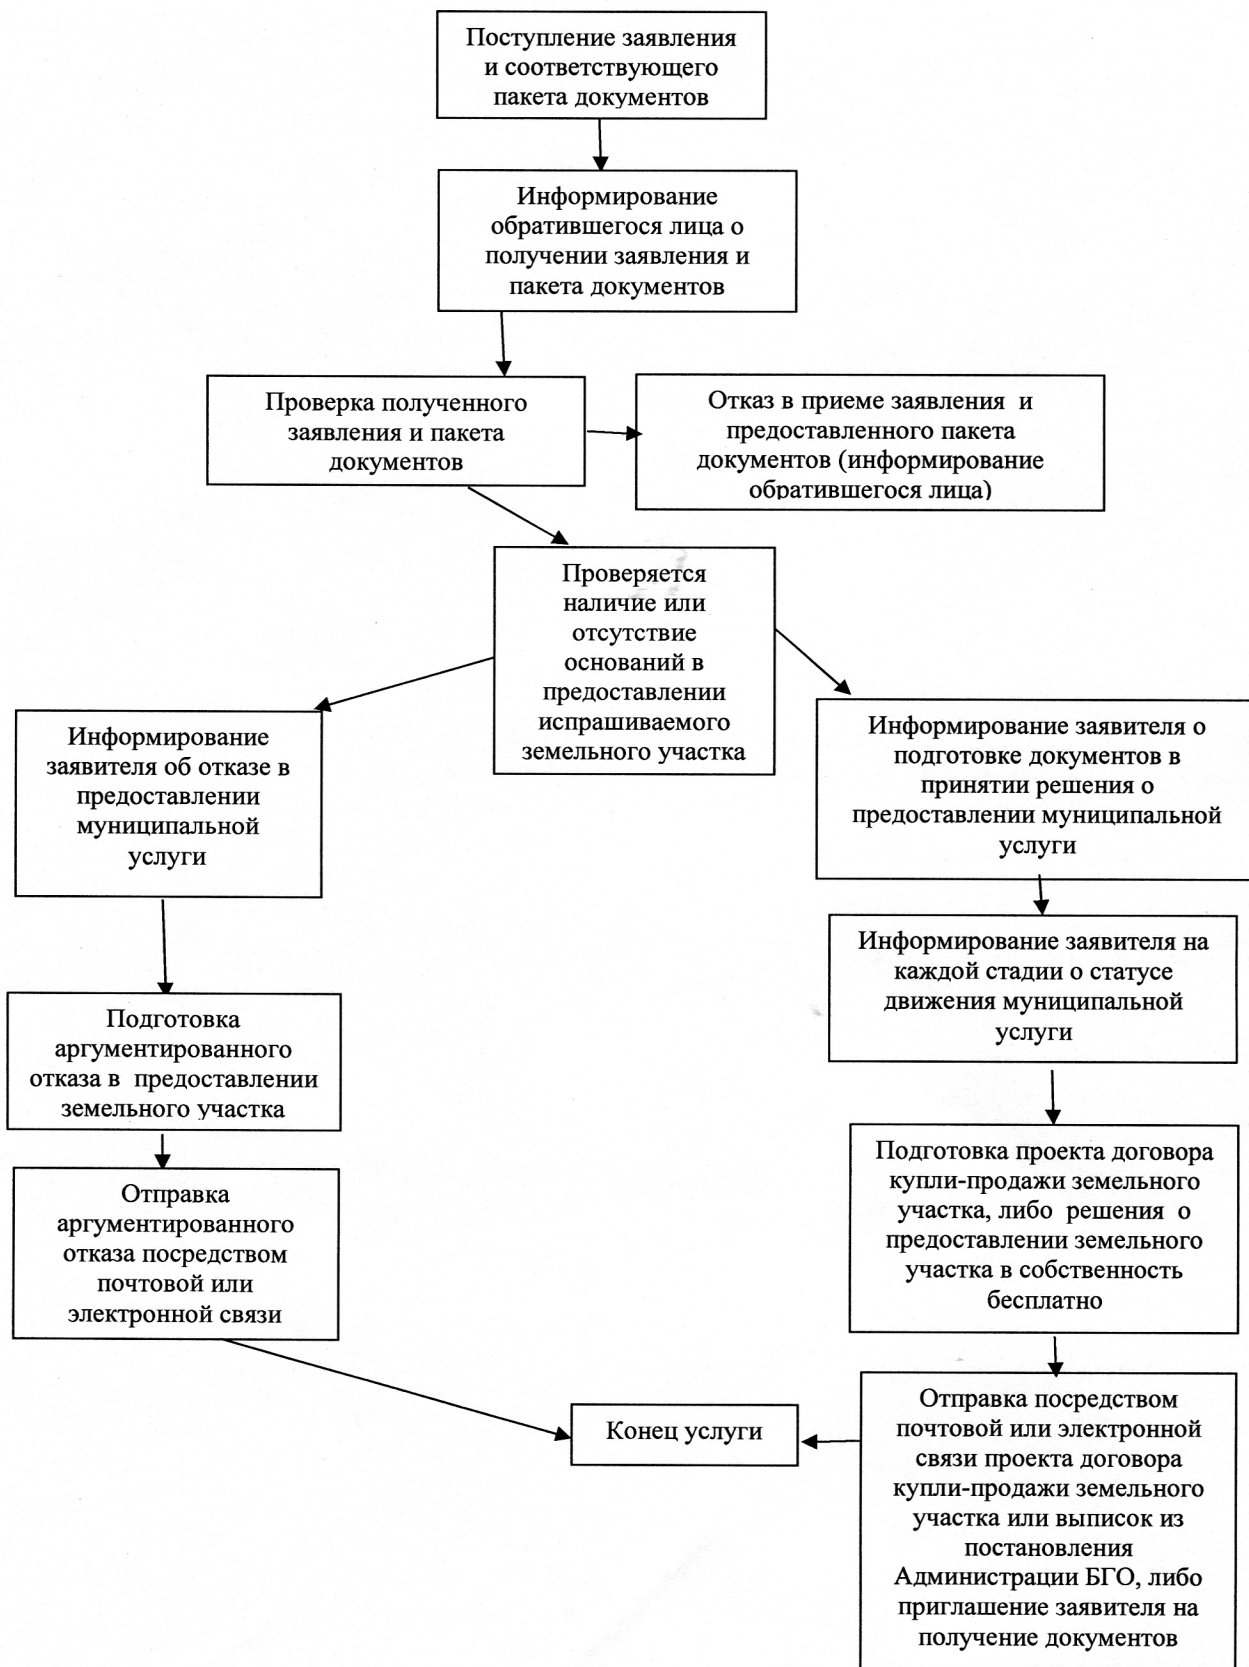 Поступление заявления
и соответствующего
пакета документов
Информирование
обратившегося лица о
получении заявления и
пакета документов
Проверка полученного
заявления и пакета
документов
Отказ в приеме заявления и
предоставленного пакета
документов (информирование
обратившегося лица)
Проверяется
наличие или
отсутствие
оснований в
предоставлении
испрашиваемого
земельного участка
Информирование
заявителя об отказе в
предоставлении
муниципальной
услуги
Информирование заявителя о
подготовке документов в
принятии решения о
предоставлении муниципальной
услуги
Информирование заявителя на
каждой стадии о статусе
движения муниципальной
услуги
Подготовка
аргументированного
отказа в предоставлении
земельного участка
Подготовка проекта договора
купли-продажи земельного
участка, либо решения о
предоставлении земельного
участка в собственность
бесплатно
Отправка
аргументированного
отказа посредством
почтовой или
электронной связи
Конец услуги
Отправка посредством
почтовой или электронной
связи проекта договора
купли-продажи земельного
участка или выписок из
постановления
Администрации БГО, либо
приглашение заявителя на
получение документов